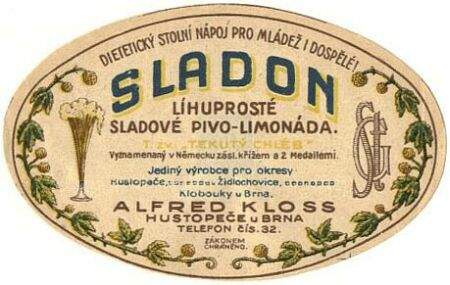 DIETETICKÝ STOLNÍ NÁPOJ PRO MLÁDEŽ I DOSPĚLÉ!
SLADON
LÍHUPROSTÉ
SLADOVÉ PIVO-LIMONÁDA.
T. ZV. „TEKUTÝ CHLÉB“
Vyznamenaný v Německu zásl. křížem a 2 Medailemi.
Jediný výrobce pro okresy
Hustopeče, Židlochovice,
Klobouky u Brna.
ALFRED KLOSS
HUSTOPEČE u BRNA
TELEFON ČÍS. 32.
ZÁKONEM
CHRÁNĚNO.